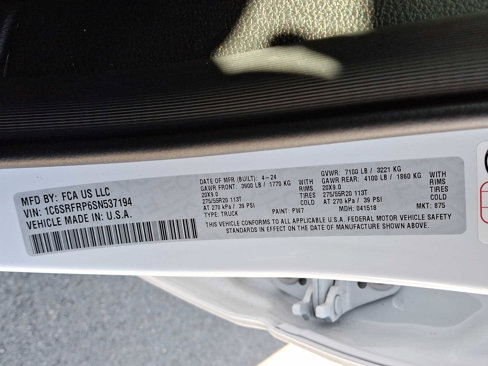 MFD BY: FCA US LLC
VIN: 1C6SRFRP6SN537194
VEHICLE MADE IN: U.S.A.
DATE OF MFR (BUILT): 4-24
GAWR FRONT: 3900 LB / 1770 KG
20X9.0
275/55R20 113T TIRES
AT 270 kPa / 39 PSI COLD
TYPE: TRUCK PAINT: PW7
GVWR: 7100 LB / 3221 KG
GAWR REAR: 4100 LB / 1860 KG
20X9.0 RIMS
275/55R20 113T TIRES
AT 270 kPa / 39 PSI COLD
MDH: 041518 MKT: 875
THIS VEHICLE CONFORMS TO ALL APPLICABLE U.S.A. FEDERAL MOTOR VEHICLE SAFETY
STANDARDS IN EFFECT ON THE DATE OF MANUFACTURE SHOWN ABOVE.